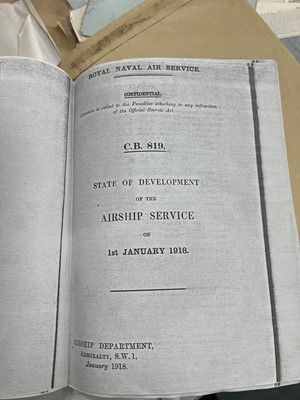 ROYAL NAVAL AIR SERVICE.
CONFIDENTIAL
Attention is called to the Penalties attaching to any infraction
of the Official Secrets Act.
C.B. 819.
STATE OF DEVELOPMENT
OF THE
AIRSHIP SERVICE
ON
1st JANUARY 1918.
AIRSHIP DEPARTMENT,
ADMIRALTY, S.W.1,
January 1918.